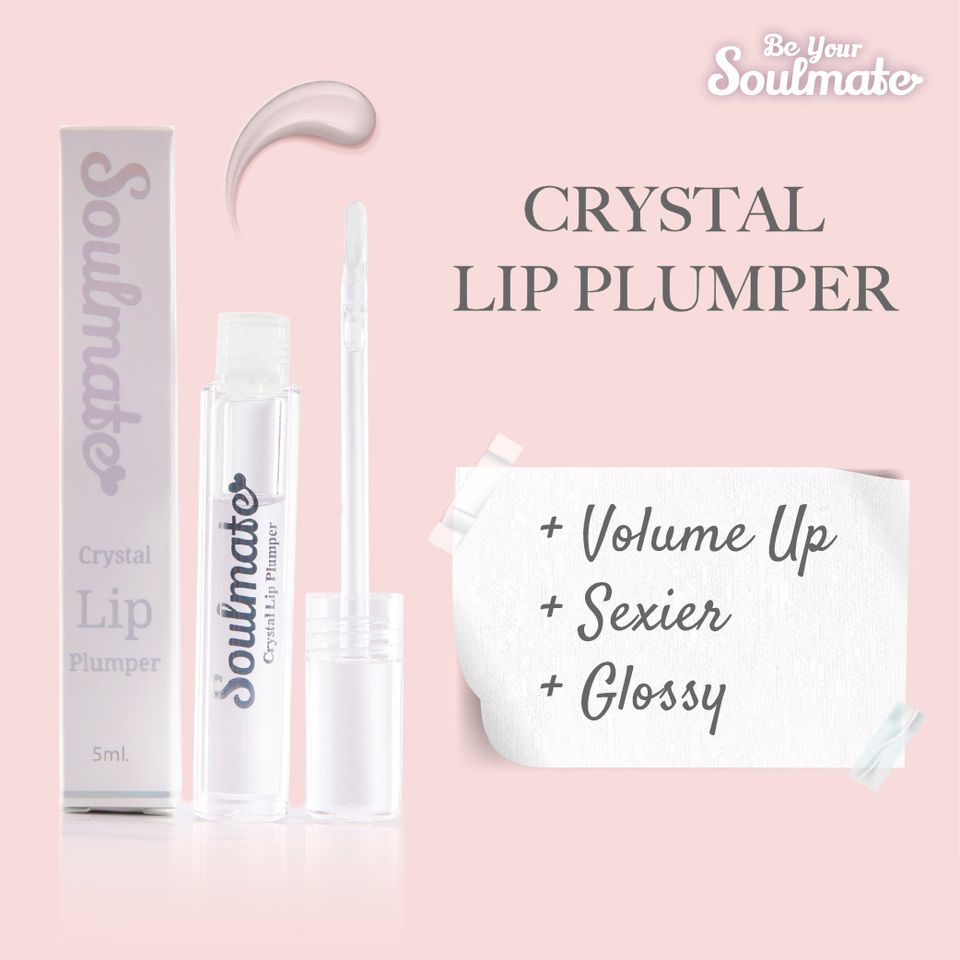 Be Your
Soulmate
CRYSTAL
LIP PLUMPER
Soulmate
Crystal
Lip
Plumper
5ml.
Soulmate
Crystal Lip Plumper
+ Volume Up
+ Sexier
+ Glossy